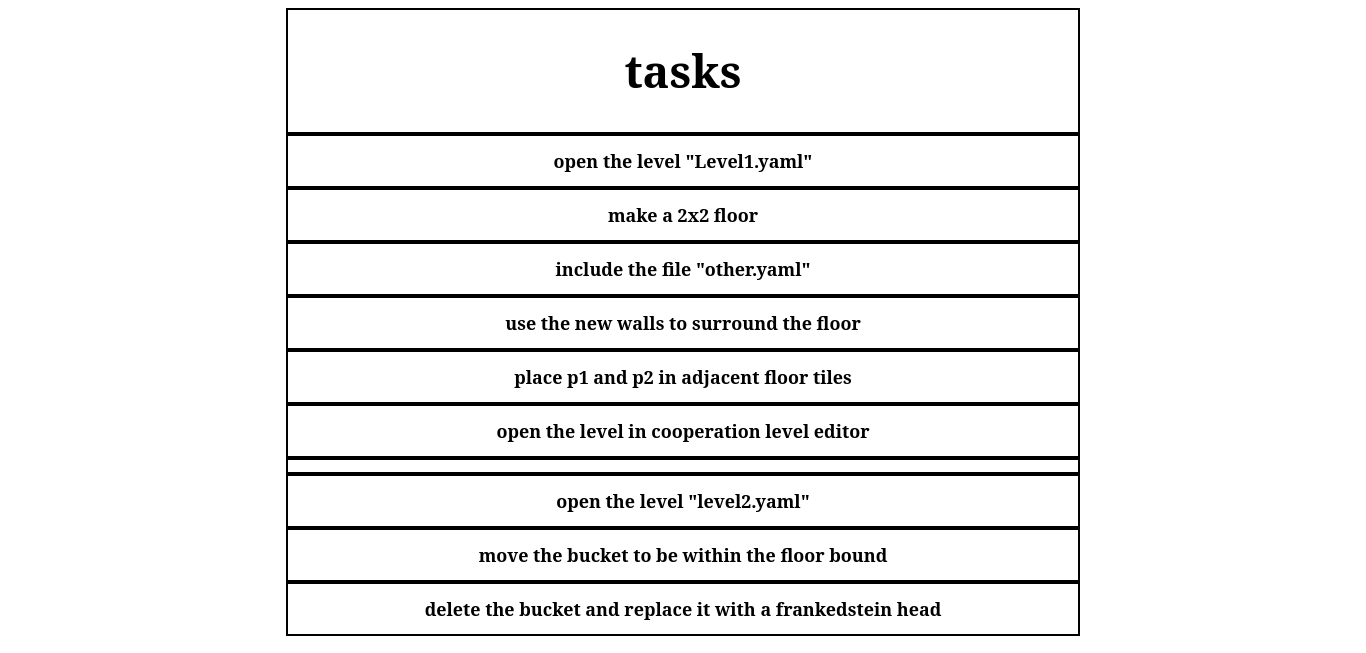 tasks
open the level "Level1.yaml"
make a 2x2 floor
include the file "other.yaml"
use the new walls to surround the floor
place p1 and p2 in adjacent floor tiles
open the level in cooperation level editor
open the level "level2.yaml"
move the bucket to be within the floor bound
delete the bucket and replace it with a frankedstein head